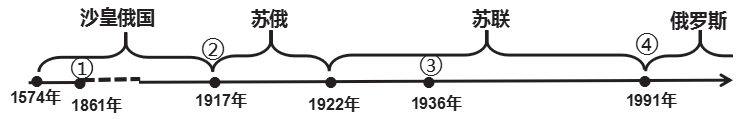 沙皇俄国 苏俄 苏联 俄罗斯
① ② ③ ④
1574年 1861年 1917年 1922年 1936年 1991年